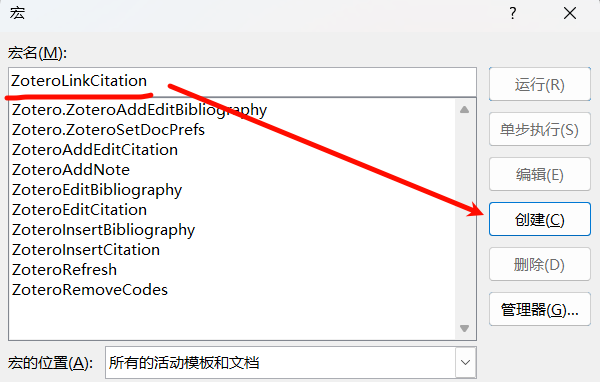 宏
?
宏名(M):
ZoteroLinkCitation
运行(R)
Zotero.ZoteroAddEditBibliography
Zotero.ZoteroSetDocPrefs
单步执行(S)
ZoteroAddEditCitation
ZoteroAddNote
编辑(E)
ZoteroEditBibliography
ZoteroEditCitation
创建(C)
ZoteroInsertBibliography
ZoteroInsertCitation
删除(D)
ZoteroRefresh
ZoteroRemoveCodes
管理器(G)...
宏的位置(A):
所有的活动模板和文档